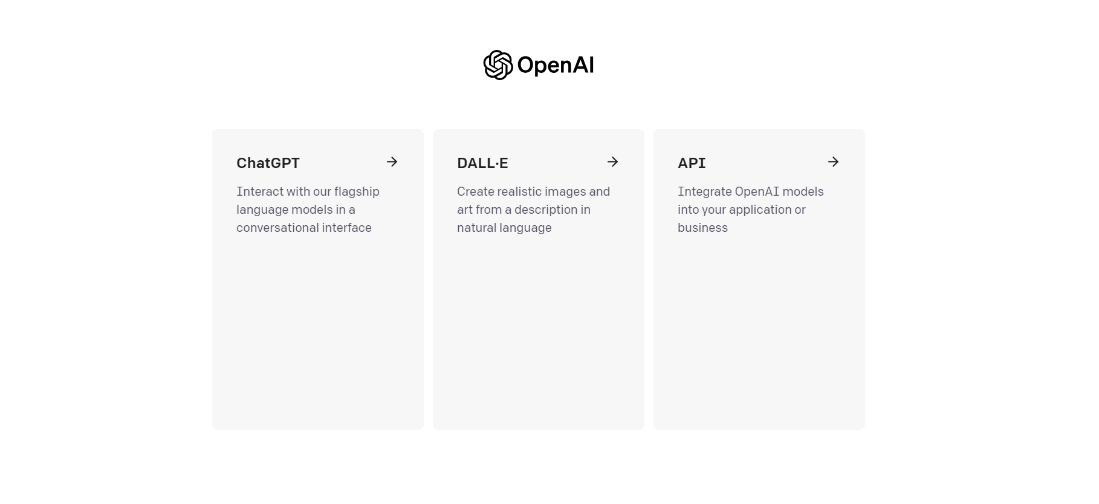 OpenAI
ChatGPT
Interact with our flagship
language models in a
conversational interface
DALL·E
Create realistic images and
art from a description in
natural language
API
Integrate OpenAI models
into your application or
business